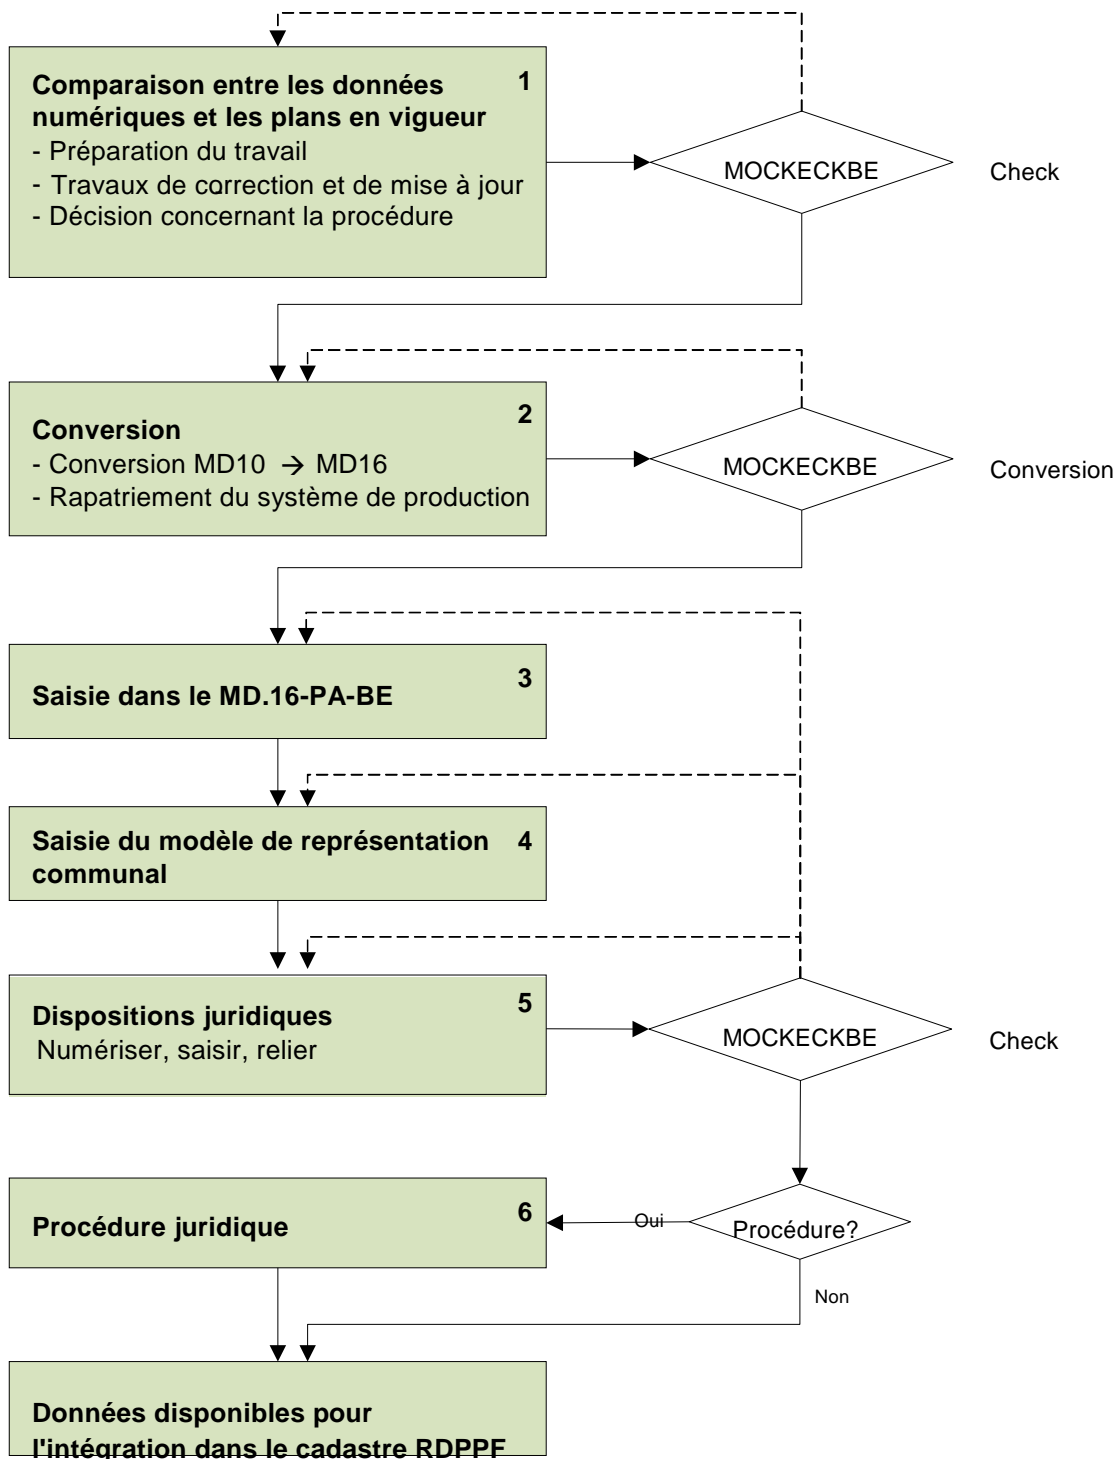 Comparaison entre les données 1
numériques et les plans en vigueur
- Préparation du travail
- Travaux de correction et de mise à jour
- Décision concernant la procédure
MOCKECKBE
Check
Conversion 2
- Conversion MD10 → MD16
- Rapatriement du système de production
MOCKECKBE
Conversion
Saisie dans le MD.16-PA-BE 3
Saisie du modèle de représentation 4
communal
Dispositions juridiques 5
Numériser, saisir, relier
MOCKECKBE
Check
Procédure juridique 6
Oui
Procédure?
Non
Données disponibles pour
l'intégration dans le cadastre RDPPF